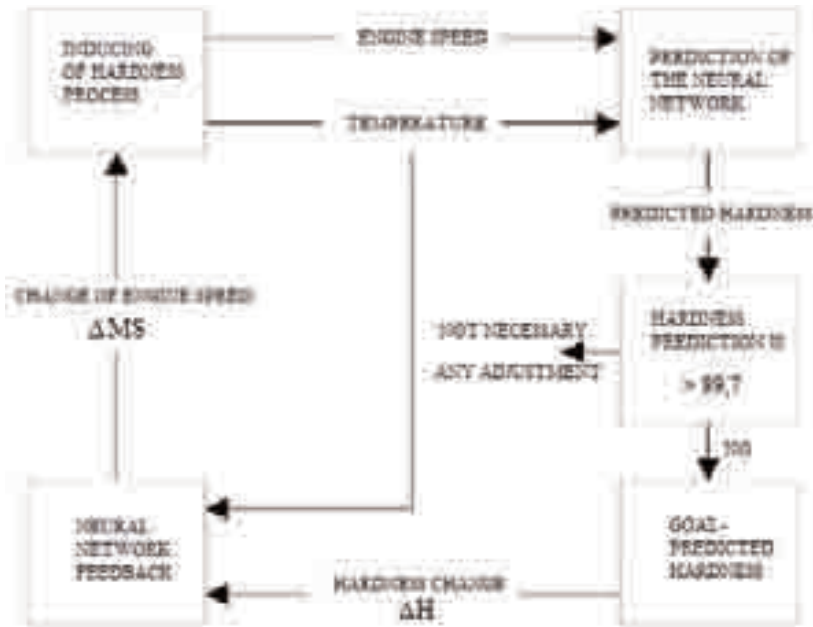 INDUCING
OF HARDNESS
PROCESS
ENGINE SPEED
TEMPERATURE
PREDICTION OF
THE NEURAL
NETWORK
PREDICTED HARDNESS
CHANGE OF ENGINE SPEED
ΔMS
NOT NECESSARY
ANY ADJUSTMENT
HARDNESS
PREDICTION IS
> 99,7
NO
NEURAL-
NETWORK
FEEDBACK
HARDNESS CHANGE
ΔH
GOAL-
PREDICTED
HARDNESS